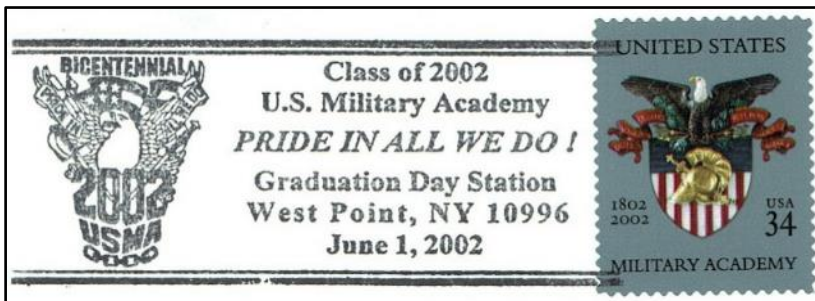 BICENTENNIAL
2002
USMA
Class of 2002
U.S. Military Academy
PRIDE IN ALL WE DO !
Graduation Day Station
West Point, NY 10996
June 1, 2002
UNITED STATES
1802
2002
USA
34
MILITARY ACADEMY